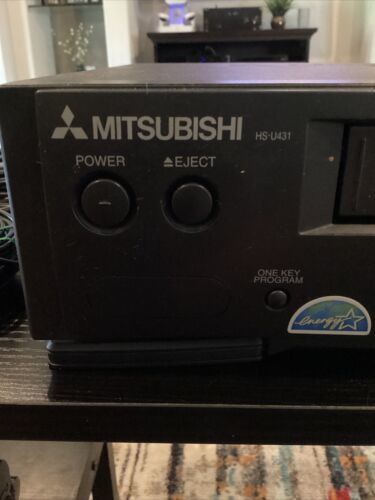 MITSUBISHI HS-U431
POWER ▲EJECT
ONE KEY
PROGRAM
energy